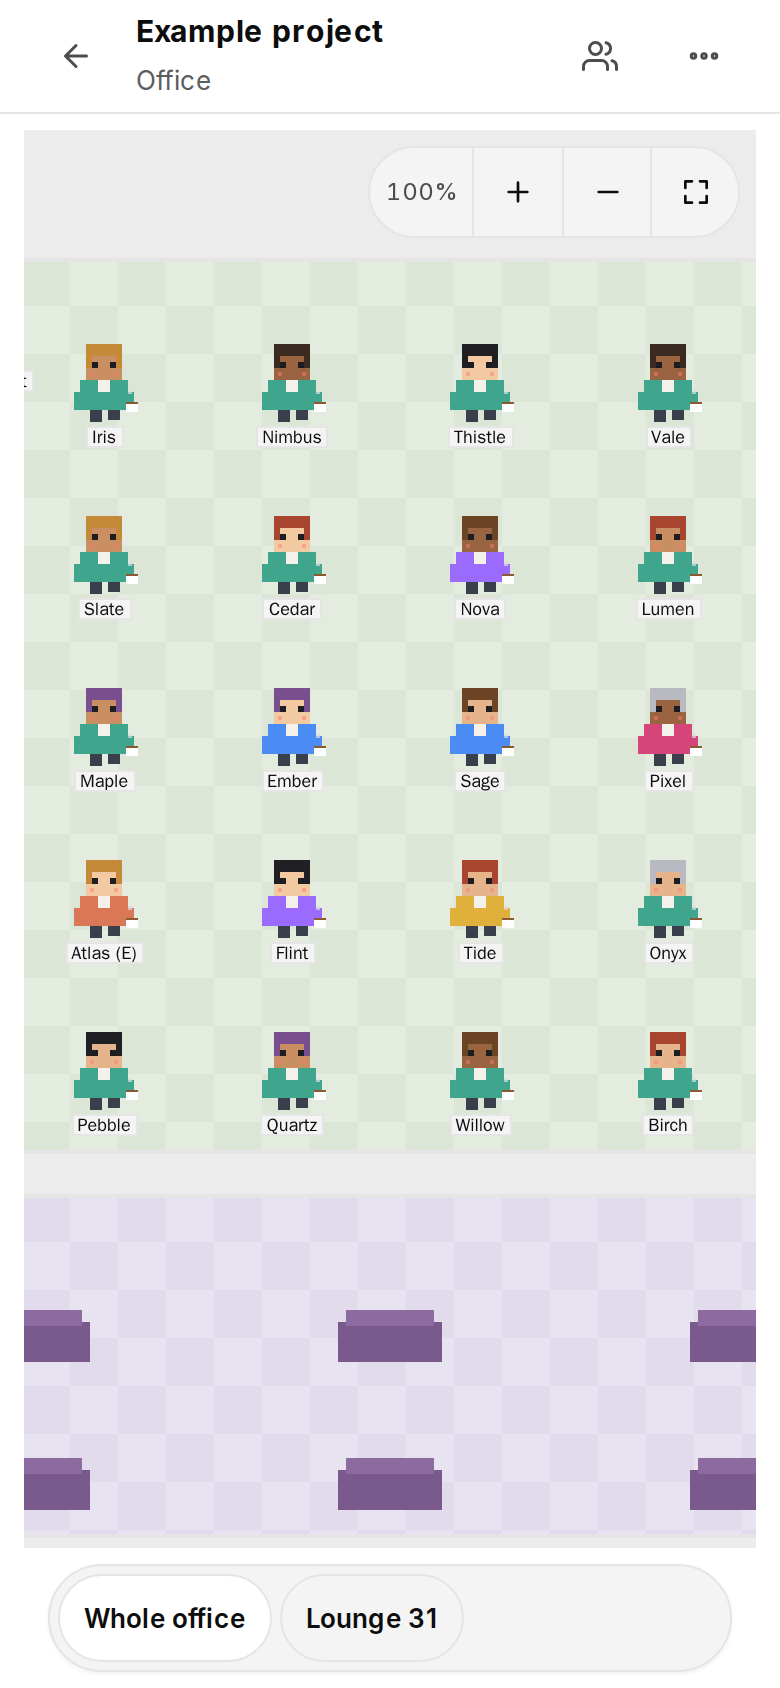 Example project
Office
100%
t
Iris
Nimbus
Thistle
Vale
Slate
Cedar
Nova
Lumen
Maple
Ember
Sage
Pixel
Atlas (E)
Flint
Tide
Onyx
Pebble
Quartz
Willow
Birch
Whole office
Lounge 31